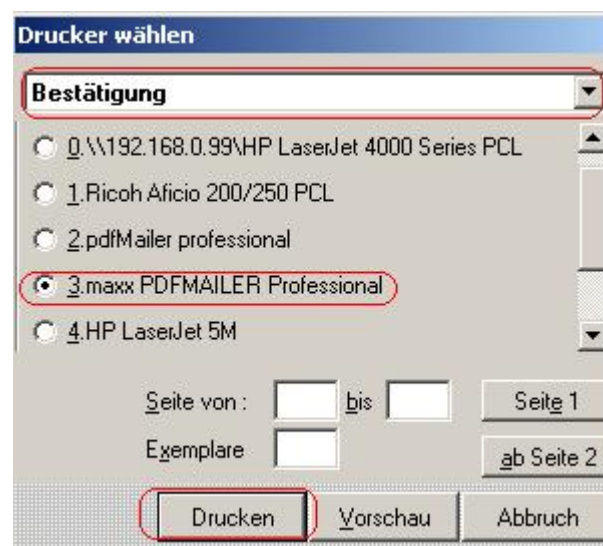 Drucker wählen
Bestätigung
0.\\192.168.0.99\HP LaserJet 4000 Series PCL
1.Ricoh Aficio 200/250 PCL
2.pdfMailer professional
3.maxx PDFMAILER Professional
4.HP LaserJet 5M
Seite von : bis Seite 1
Exemplare ab Seite 2
Drucken Vorschau Abbruch